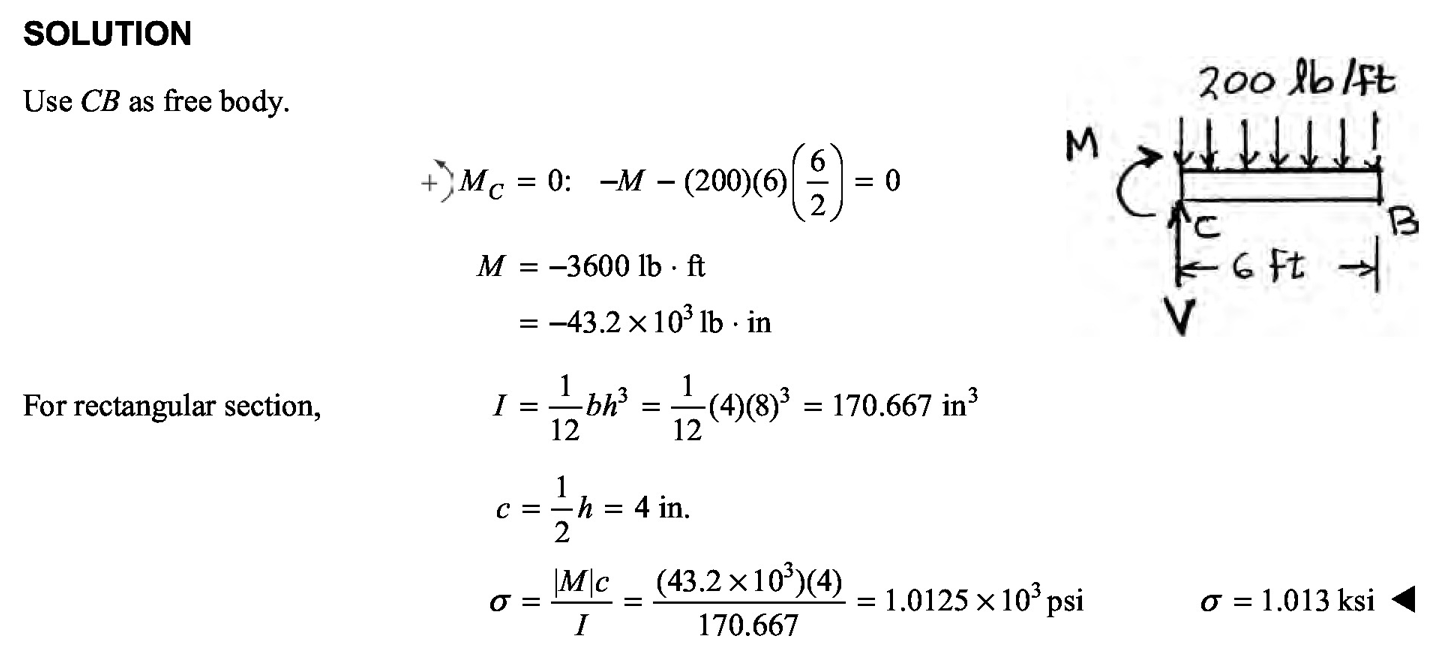 SOLUTION
200 lb/ft
Use CB as free body.
M
+) M_C = 0: −M − (200)(6)(6/2) = 0
C
B
M = −3600 lb · ft
6 ft
= −43.2 × 10³ lb · in
V
For rectangular section, I = 1/12 bh³ = 1/12 (4)(8)³ = 170.667 in³
c = 1/2 h = 4 in.
σ = |M|c/I = (43.2 × 10³)(4)/170.667 = 1.0125 × 10³ psi σ = 1.013 ksi ◀